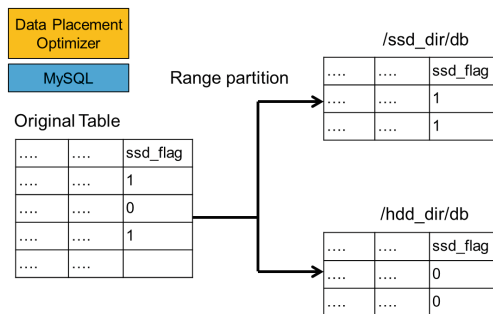 Data Placement
Optimizer
MySQL
Original Table
.... .... ssd_flag
.... .... 1
.... .... 0
.... .... 1
.... ....
Range partition
/ssd_dir/db
.... .... ssd_flag
.... .... 1
.... .... 1
/hdd_dir/db
.... .... ssd_flag
.... .... 0
.... .... 0